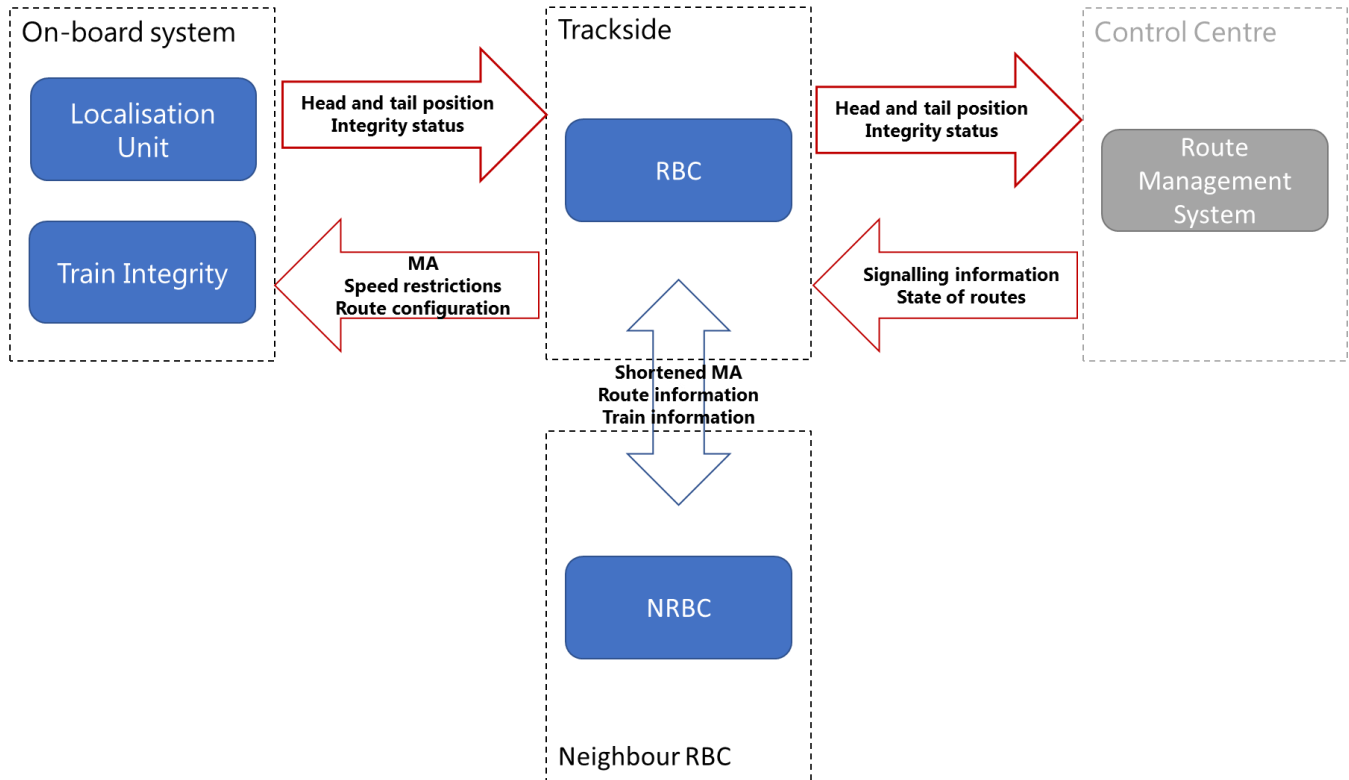 On-board system
Localisation
Unit
Train Integrity
Head and tail position
Integrity status
MA
Speed restrictions
Route configuration
Trackside
RBC
Head and tail position
Integrity status
Signalling information
State of routes
Control Centre
Route
Management
System
Shortened MA
Route information
Train information
NRBC
Neighbour RBC